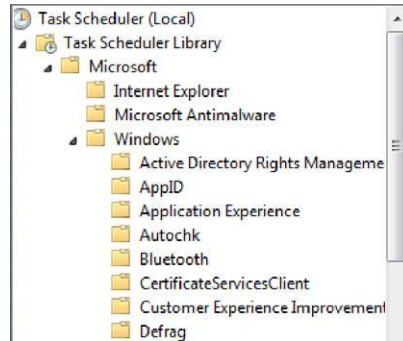 Task Scheduler (Local)
Task Scheduler Library
Microsoft
Internet Explorer
Microsoft Antimalware
Windows
Active Directory Rights Manageme
AppID
Application Experience
Autochk
Bluetooth
CertificateServicesClient
Customer Experience Improvement
Defrag